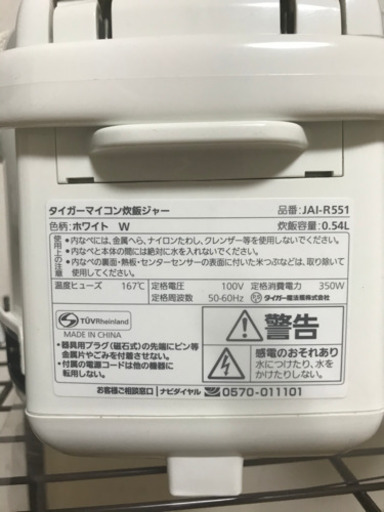 タイガーマイコン炊飯ジャー 品番:JAI-R551
色柄:ホワイト W 炊飯容量:0.54L
使用上の注意
●内なべには、金属へら、ナイロンたわし、クレンザー等を使用しないでください。
●内なべと本体の間には絶対に水を入れないでください。
●内なべの裏面・熱板・センターセンサーの表面に付いた米つぶなどは、取り除いて
使用してください。
温度ヒューズ 167℃ 定格電圧 100V 定格消費電力 350W
定格周波数 50-60Hz タイガー魔法瓶株式会社
TÜVRheinland
MADE IN CHINA
警告
感電のおそれあり
水につけたり、水を
かけたりしない
●器具用プラグ(磁石式)の先端にピン等
金属片やごみを付着させない。
●付属の電源コードは他の機器に
転用しない。
お客様ご相談窓口 ナビダイヤル 0570-011101